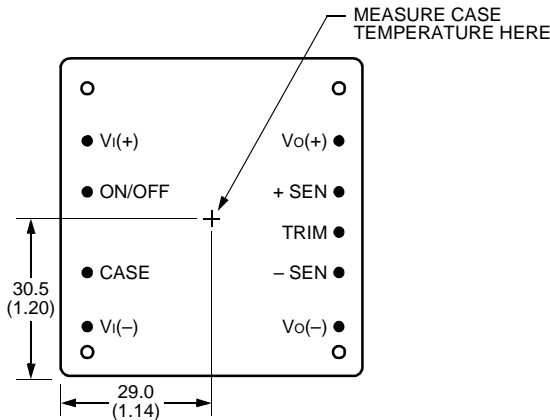 MEASURE CASE
TEMPERATURE HERE
VI(+)
VO(+)
ON/OFF
+ SEN
TRIM
CASE
– SEN
30.5
(1.20)
VI(–)
VO(–)
29.0
(1.14)